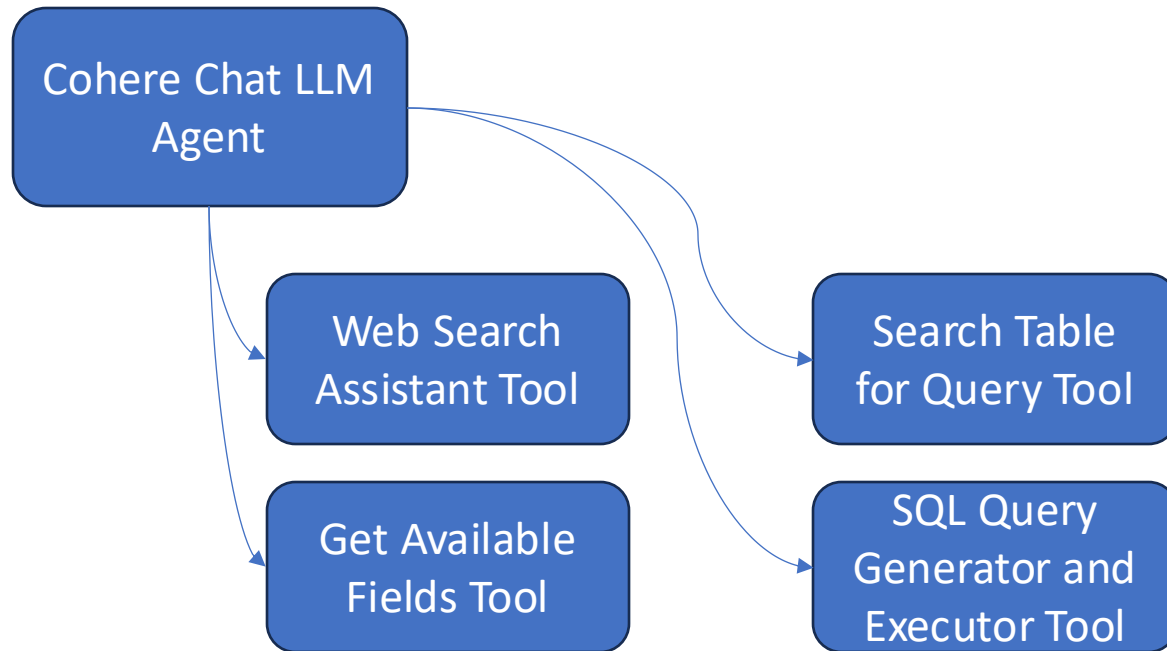 Cohere Chat LLM
Agent
Web Search
Assistant Tool
Search Table
for Query Tool
Get Available
Fields Tool
SQL Query
Generator and
Executor Tool